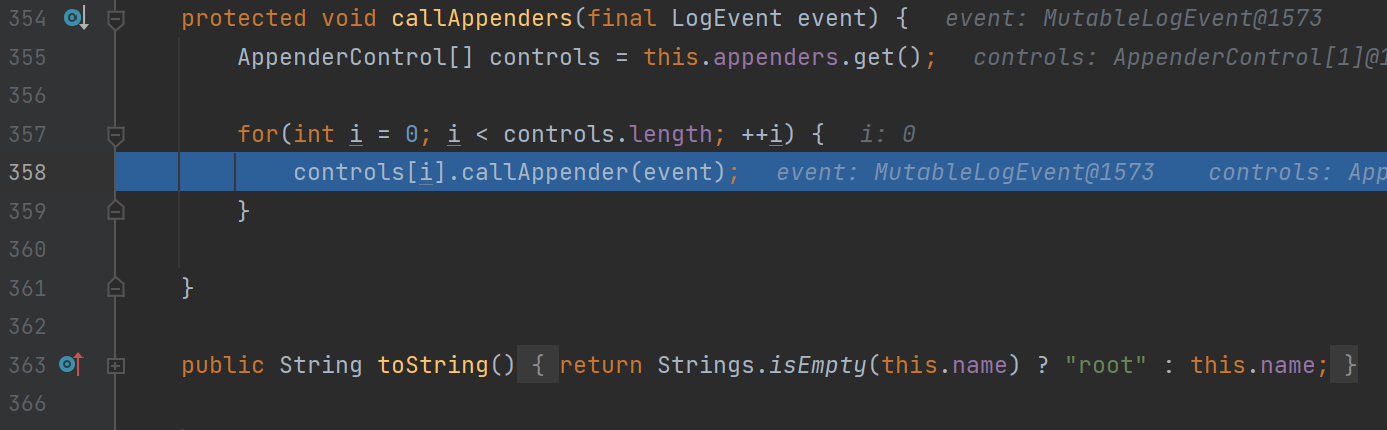 354 protected void callAppenders(final LogEvent event) { event: MutableLogEvent@1573
355 AppenderControl[] controls = this.appenders.get(); controls: AppenderControl[1]@1
356
357 for(int i = 0; i < controls.length; ++i) { i: 0
358 controls[i].callAppender(event); event: MutableLogEvent@1573 controls: App
359 }
360
361 }
362
363 public String toString() { return Strings.isEmpty(this.name) ? "root" : this.name; }
366